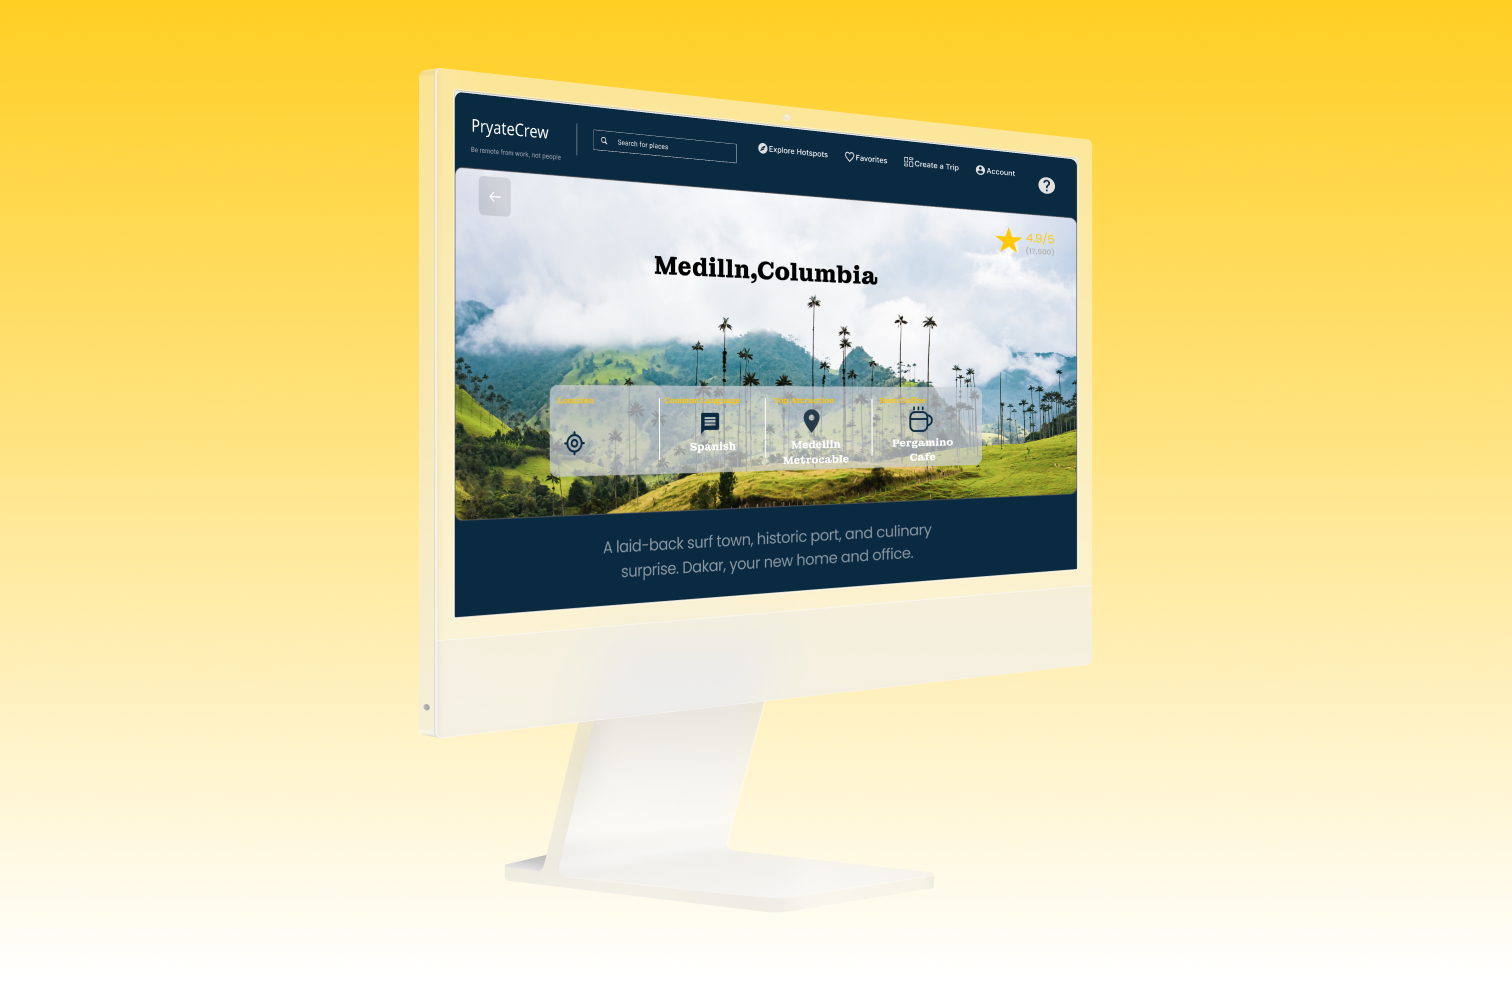 PryateCrew
Be remote from work, not people
Search for places
Explore Hotspots
Favorites
Create a Trip
Account
?
4.9/5
(17,500)
Medilln,Columbia
Location
Common Language
Top Attraction
Best Coffee
Spanish
Medellin
Metrocable
Pergamino
Cafe
A laid-back surf town, historic port, and culinary
surprise. Dakar, your new home and office.